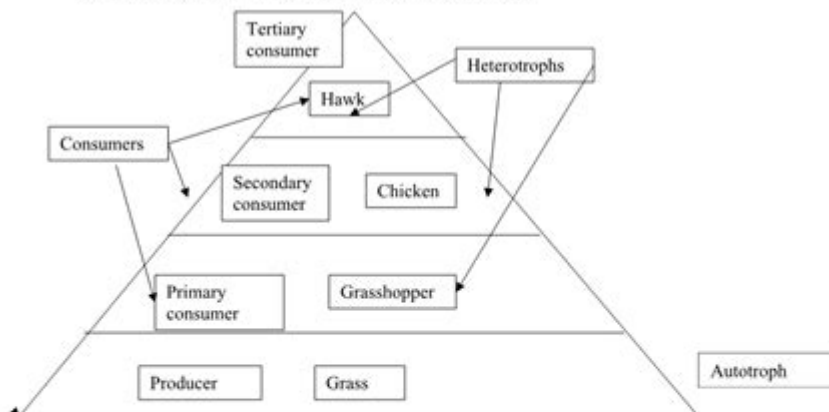 Tertiary
consumer
Heterotrophs
Hawk
Consumers
Secondary
consumer
Chicken
Primary
consumer
Grasshopper
Autotroph
Producer
Grass